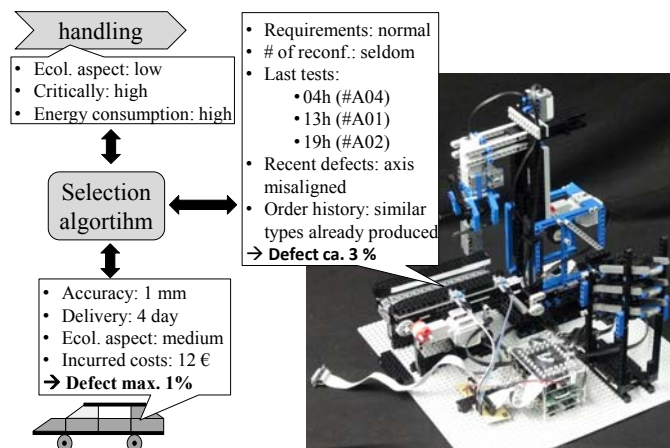 handling
• Ecol. aspect: low
• Critically: high
• Energy consumption: high
Selection
algortihm
• Accuracy: 1 mm
• Delivery: 4 day
• Ecol. aspect: medium
• Incurred costs: 12 €
→ Defect max. 1%
• Requirements: normal
• # of reconf.: seldom
• Last tests:
• 04h (#A04)
• 13h (#A01)
• 19h (#A02)
• Recent defects: axis
misaligned
• Order history: similar
types already produced
→ Defect ca. 3 %